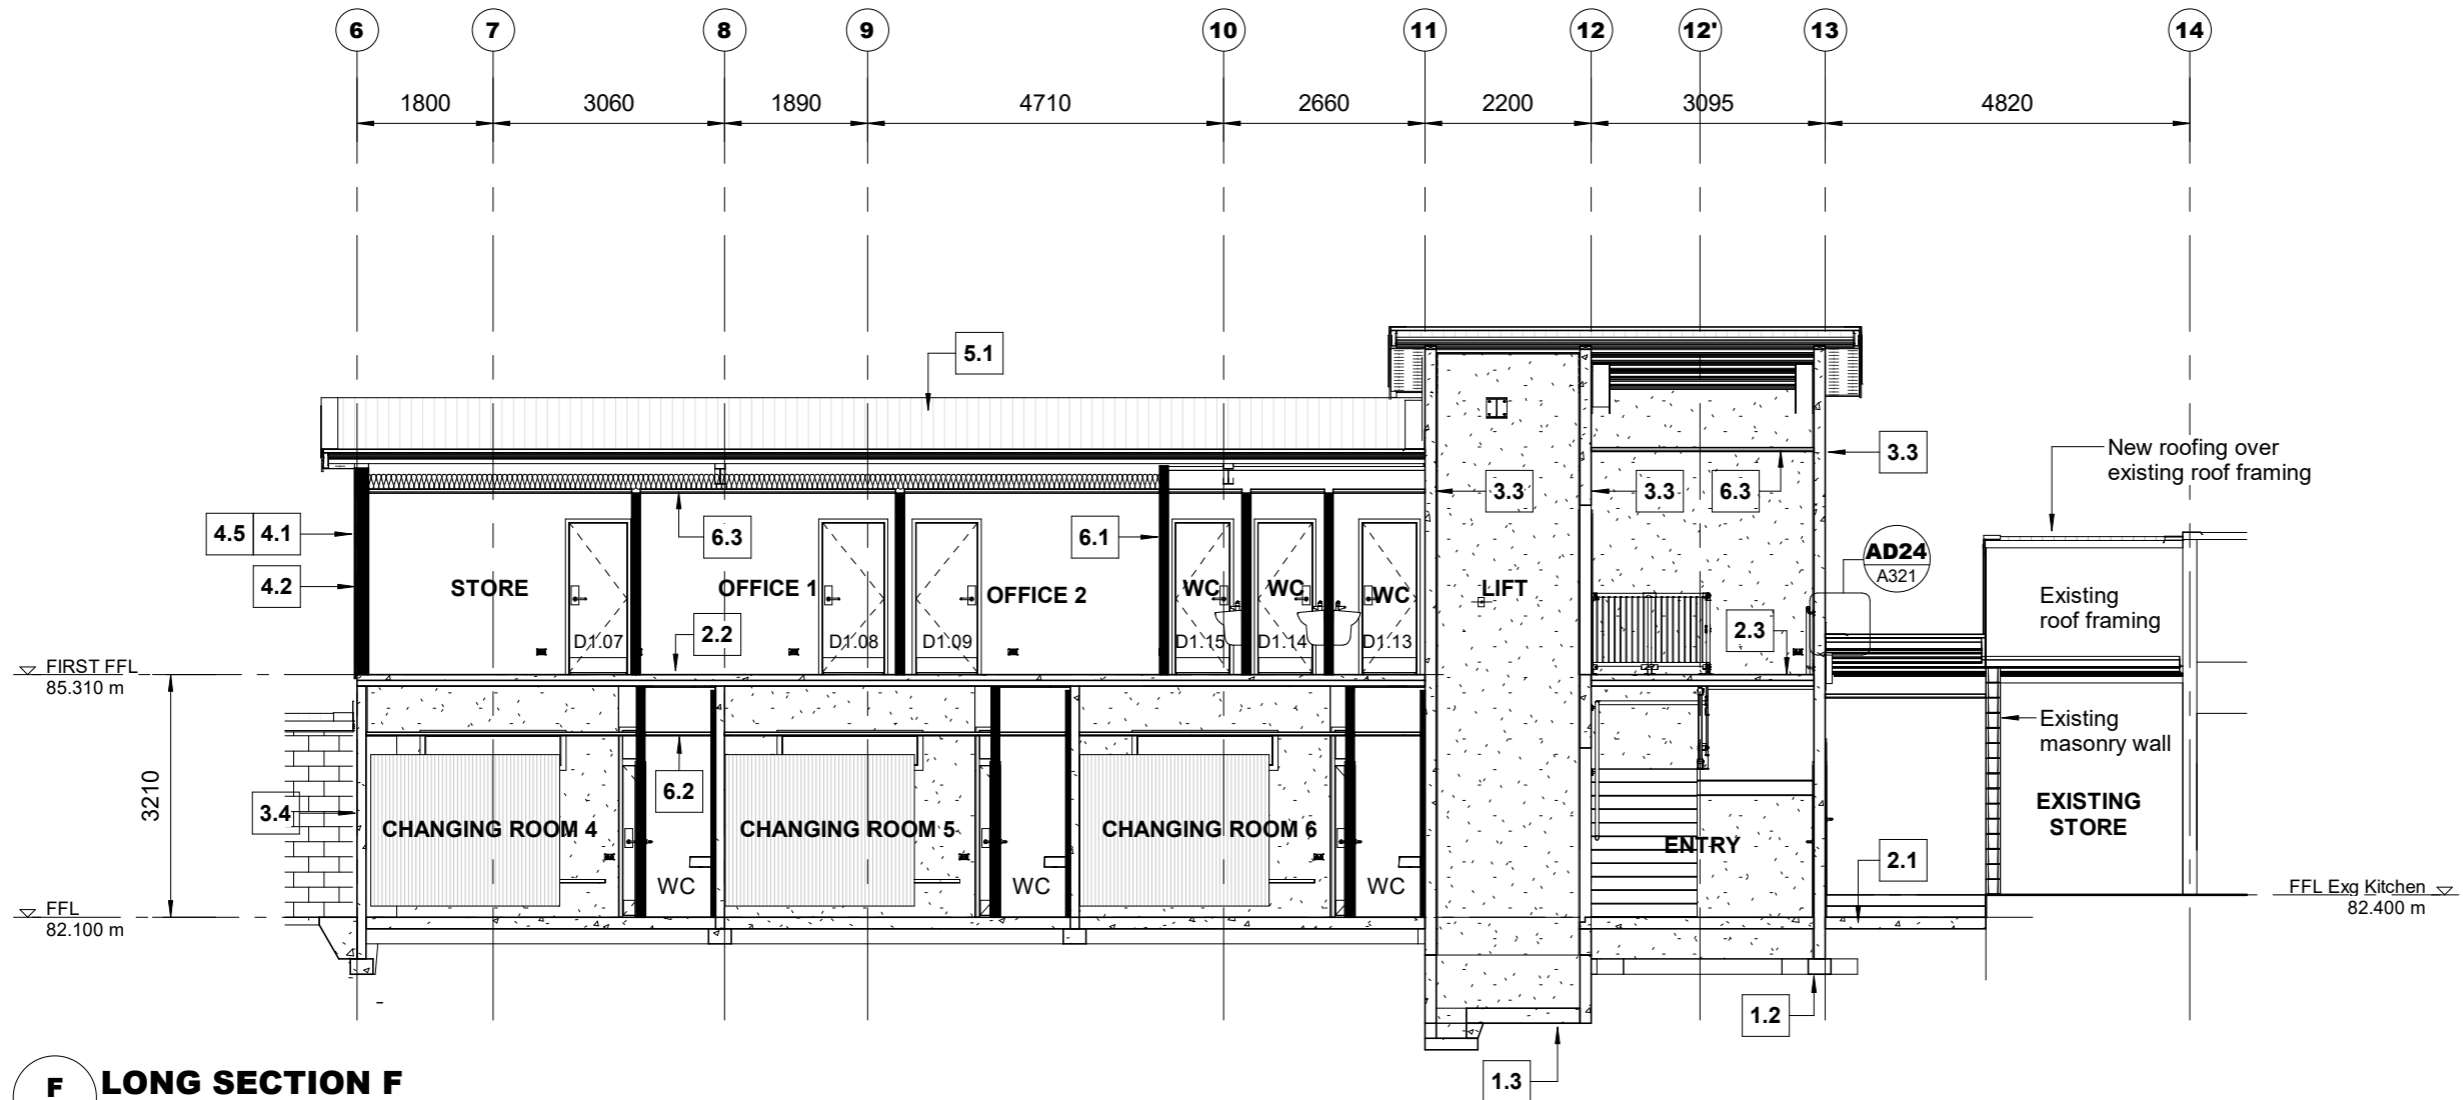 6 7 8 9 10 11 12 12' 13 14
1800 3060 1890 4710 2660 2200 3095 4820
5.1
3.3
New roofing over
existing roof framing
3.3 3.3 6.3
4.5 4.1
6.3
6.1
AD24
A321
4.2
STORE
OFFICE 1
OFFICE 2
WC
WC
WC
LIFT
Existing
roof framing
D1.07
2.2
D1.08
D1.09
D1.15
D1.14
D1.13
2.3
FIRST FFL
85.310 m
Existing
masonry wall
3210
3.4
6.2
CHANGING ROOM 4
CHANGING ROOM 5
CHANGING ROOM 6
ENTRY
EXISTING
STORE
2.1
WC
WC
WC
FFL
82.100 m
FFL Exg Kitchen
82.400 m
1.2
1.3
F
LONG SECTION F